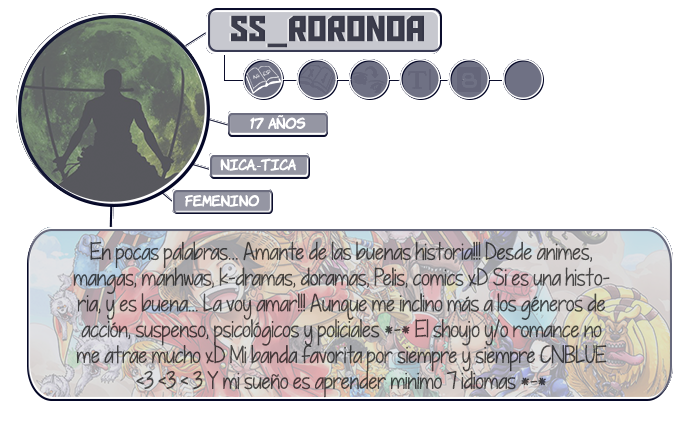 SS_RORONOA
17 AÑOS
NICA-TICA
FEMENINO
En pocas palabras... Amante de las buenas historia!!! Desde animes,
mangas, manhwas, k-dramas, doramas, Pelis, comics xD Si es una histo-
ria, y es buena... La voy amar!!! Aunque me inclino más a los géneros de
acción, suspenso, psicológicos y policiales *-* El shoujo y/o romance no
me atrae mucho xD Mi banda favorita por siempre y siempre CNBLUE
<3 <3 < 3 Y mi sueño es aprender minimo 7 idiomas *-*